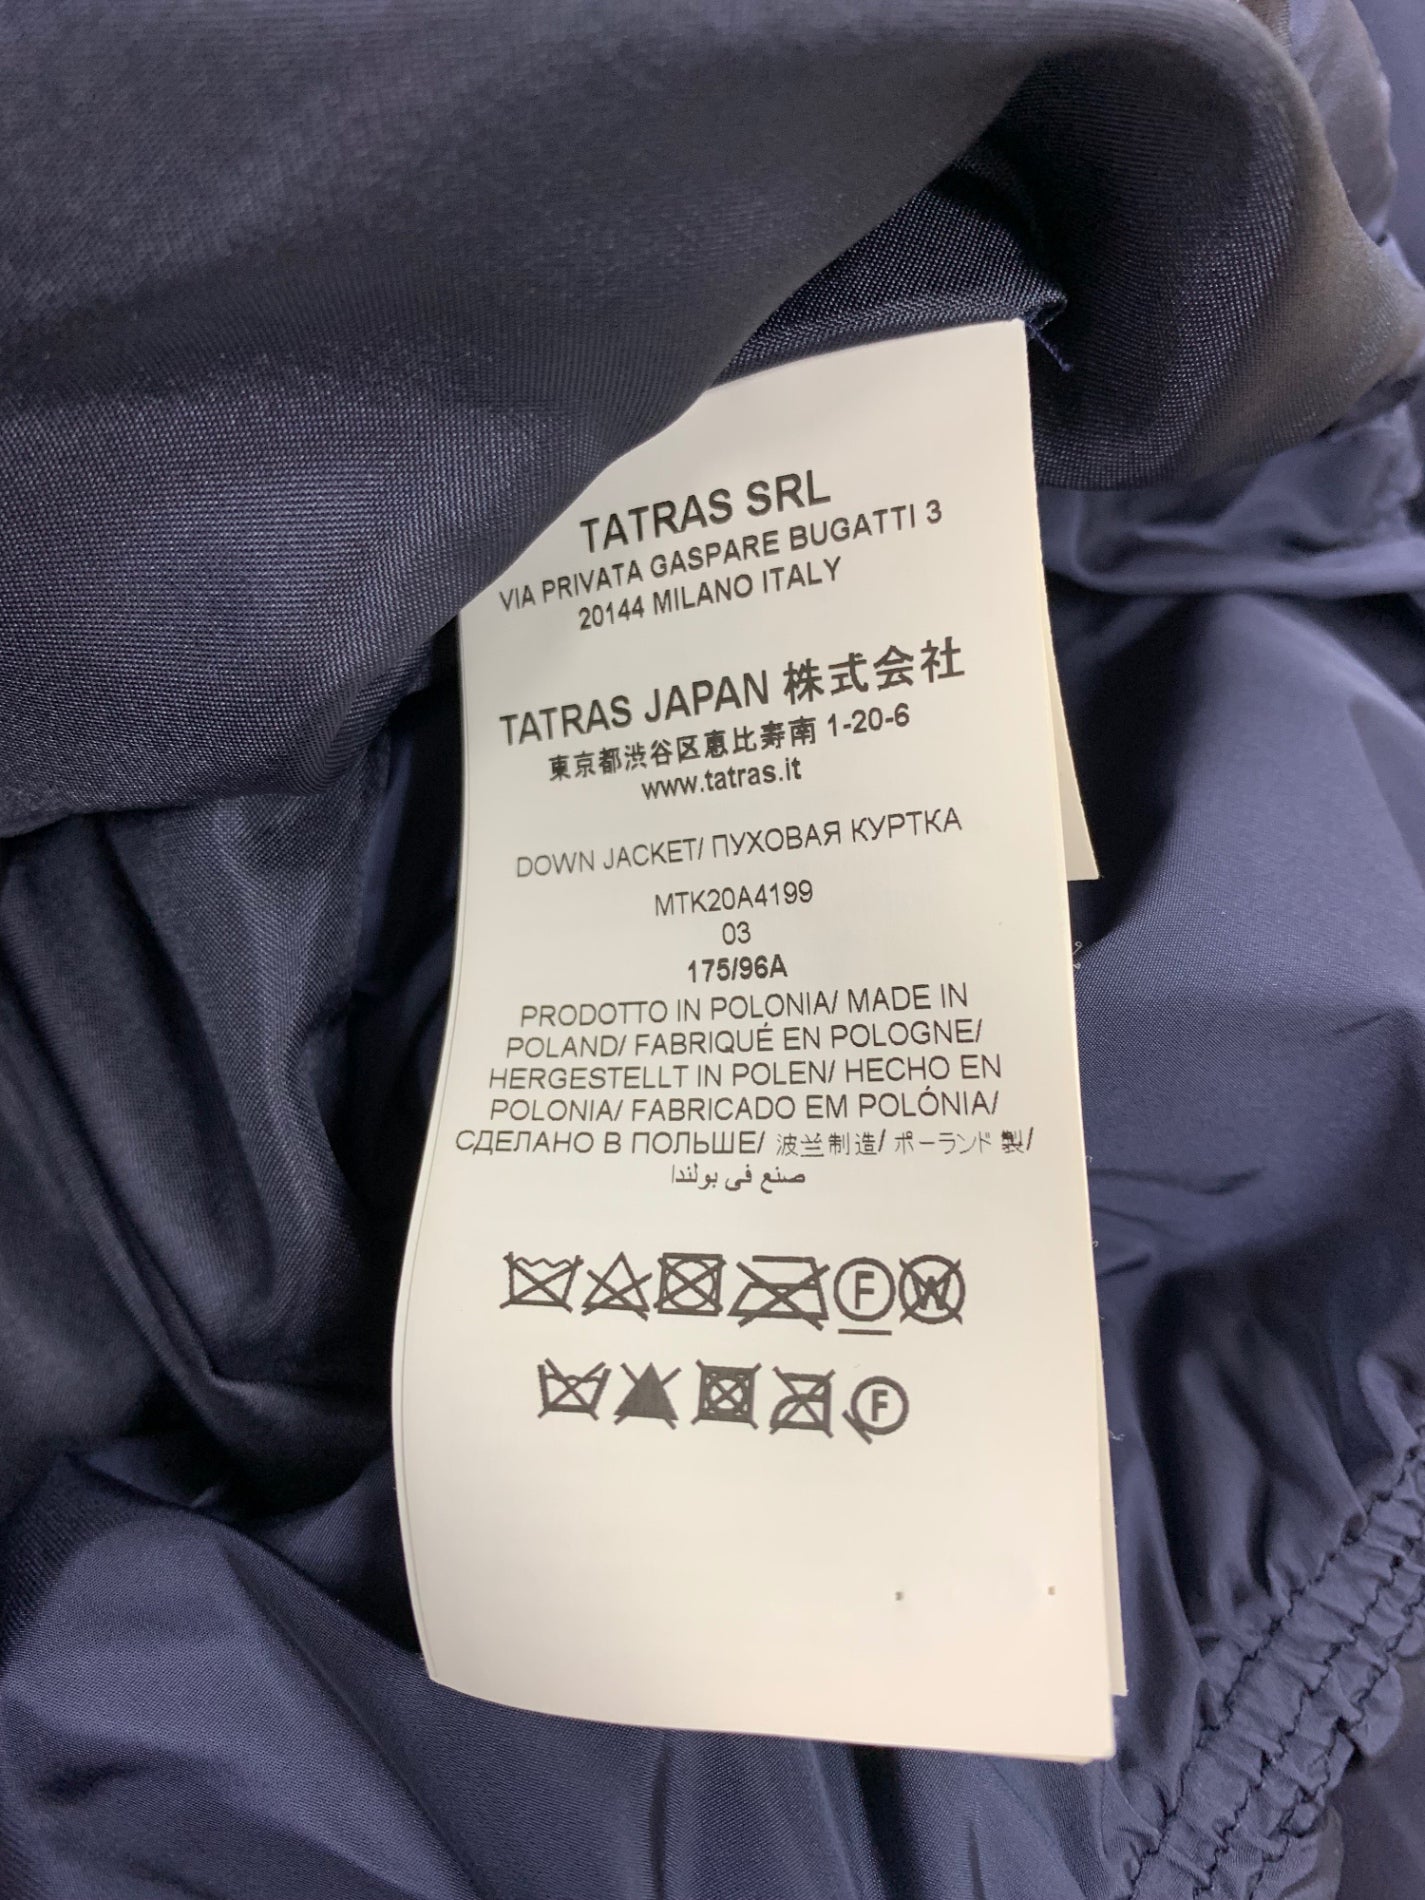 TATRAS SRL
VIA PRIVATA GASPARE BUGATTI 3
20144 MILANO ITALY
TATRAS JAPAN 株式会社
東京都渋谷区恵比寿南 1-20-6
www.tatras.it
DOWN JACKET/ ПУХОВАЯ КУРТКА
MTK20A4199
03
175/96A
PRODOTTO IN POLONIA/ MADE IN
POLAND/ FABRIQUÉ EN POLOGNE/
HERGESTELLT IN POLEN/ HECHO EN
POLONIA/ FABRICADO EM POLÓNIA/
СДЕЛАНО В ПОЛЬШЕ/ 波兰制造/ ポーランド 製/
صنع في بولندا
F W
F